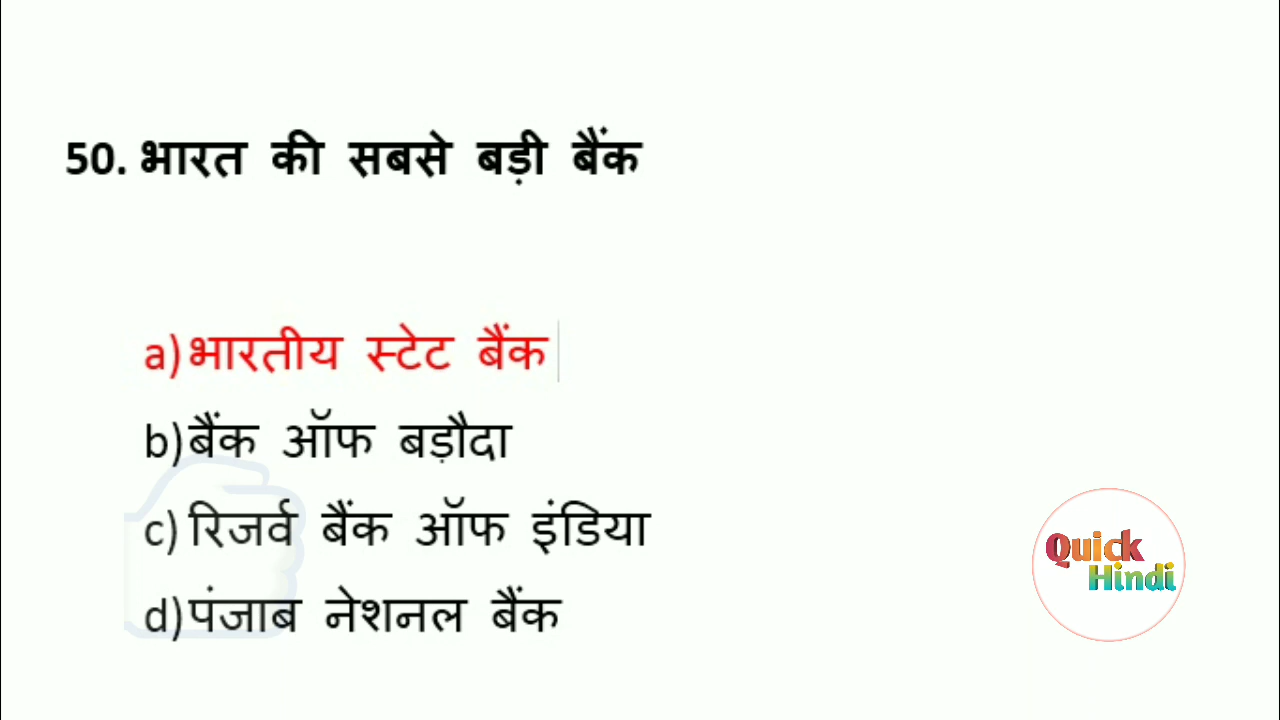 50. भारत की सबसे बड़ी बैंक
a) भारतीय स्टेट बैंक
b) बैंक ऑफ बड़ौदा
c) रिजर्व बैंक ऑफ इंडिया
d) पंजाब नेशनल बैंक
Quick
Hindi